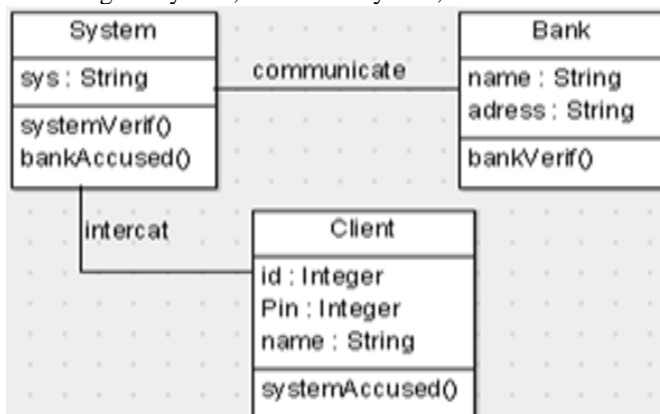 System
sys : String
systemVerif()
bankAccused()
communicate
Bank
name : String
adress : String
bankVerif()
intercat
Client
id : Integer
Pin : Integer
name : String
systemAccused()